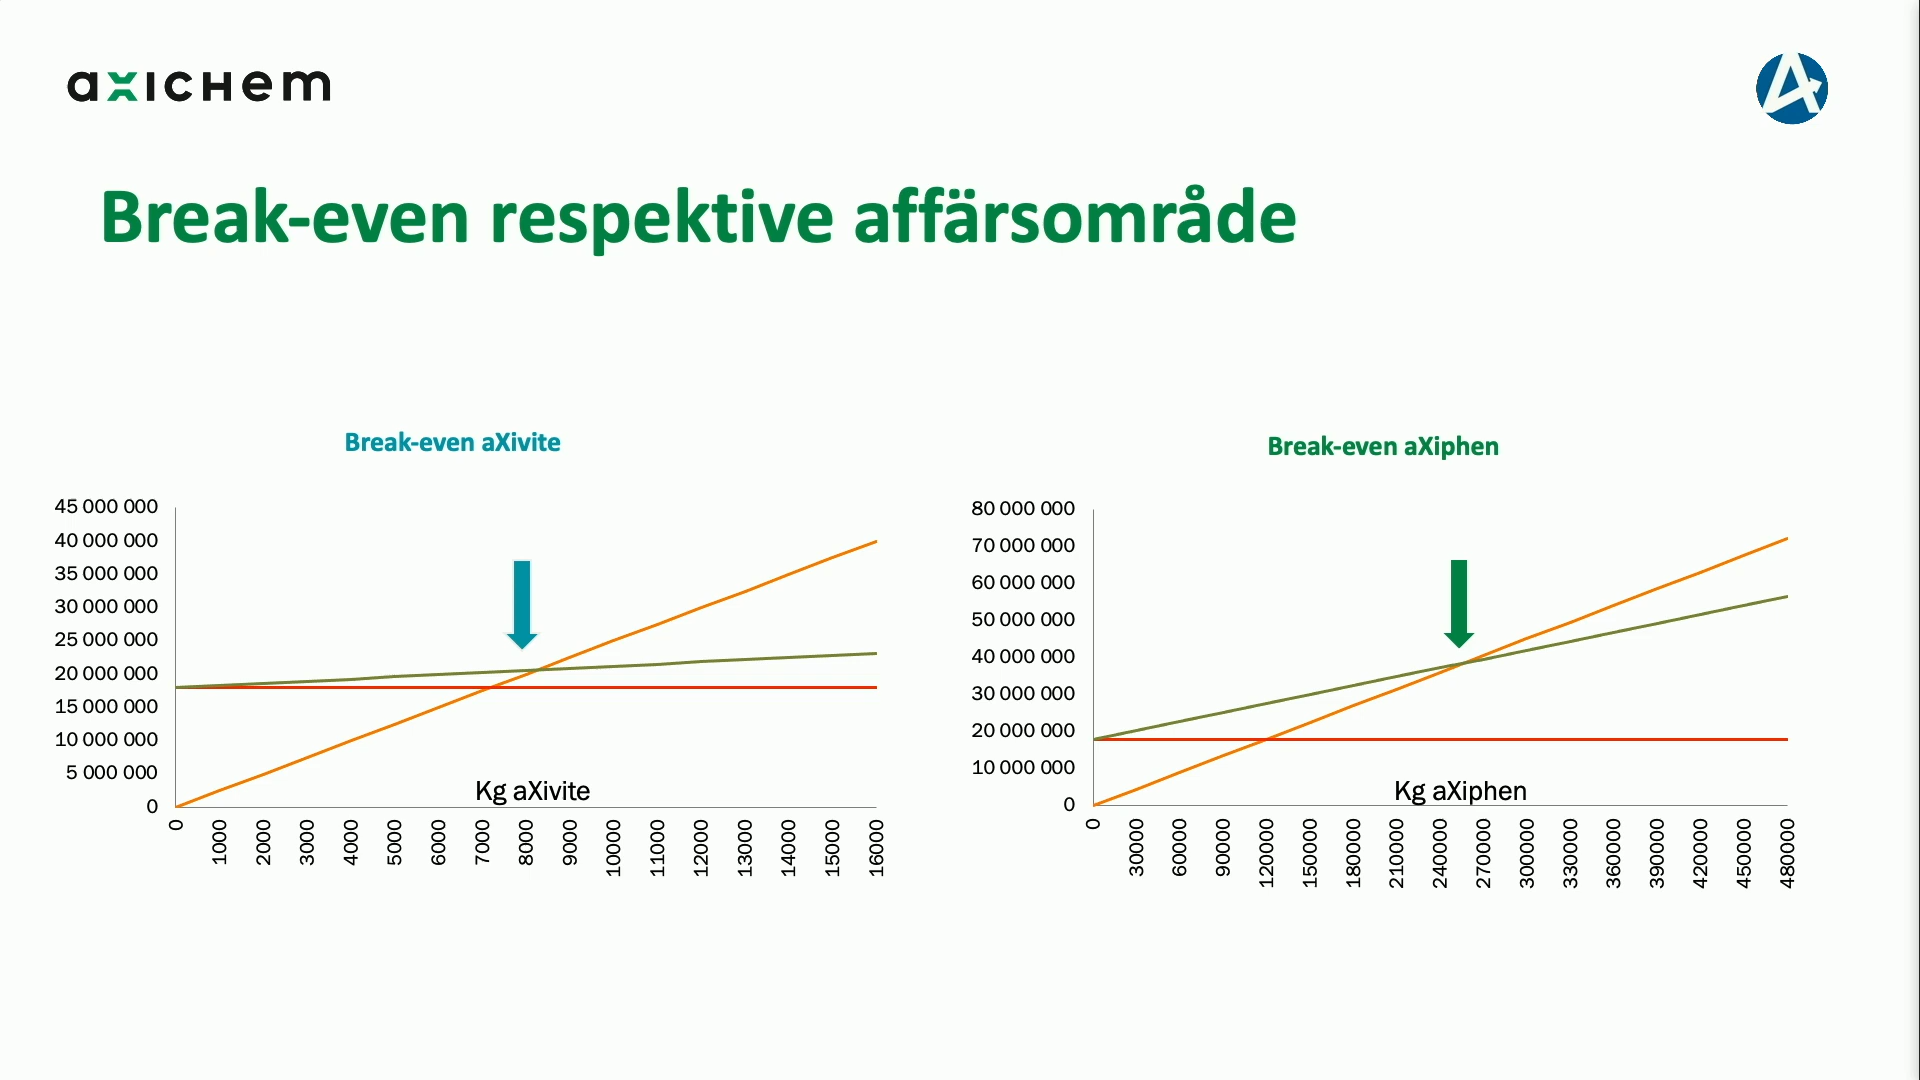 axichem
Break-even respektive affärsområde
Break-even aXivite
45 000 000
40 000 000
35 000 000
30 000 000
25 000 000
20 000 000
15 000 000
10 000 000
5 000 000
0
Kg aXivite
0
1000
2000
3000
4000
5000
6000
7000
8000
9000
10000
11000
12000
13000
14000
15000
16000
Break-even aXiphen
80 000 000
70 000 000
60 000 000
50 000 000
40 000 000
30 000 000
20 000 000
10 000 000
0
Kg aXiphen
0
30000
60000
90000
120000
150000
180000
210000
240000
270000
300000
330000
360000
390000
420000
450000
480000